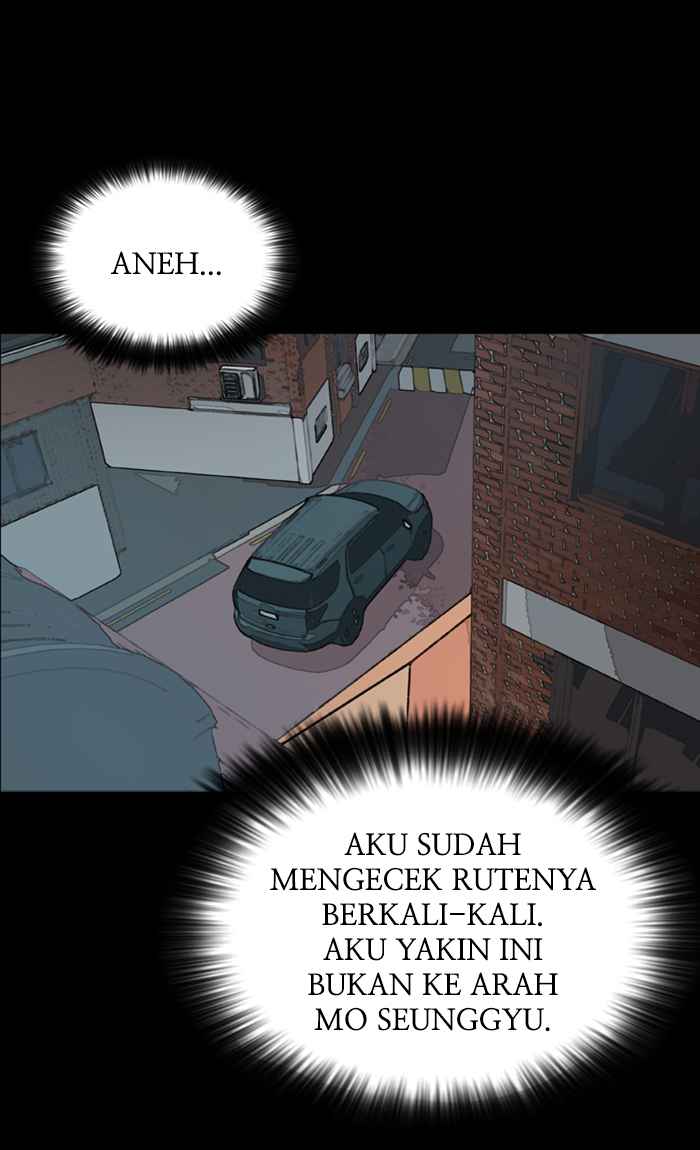 ANEH...
AKU SUDAH
MENGECEK RUTENYA
BERKALI-KALI.
AKU YAKIN INI
BUKAN KE ARAH
MO SEUNGGYU.